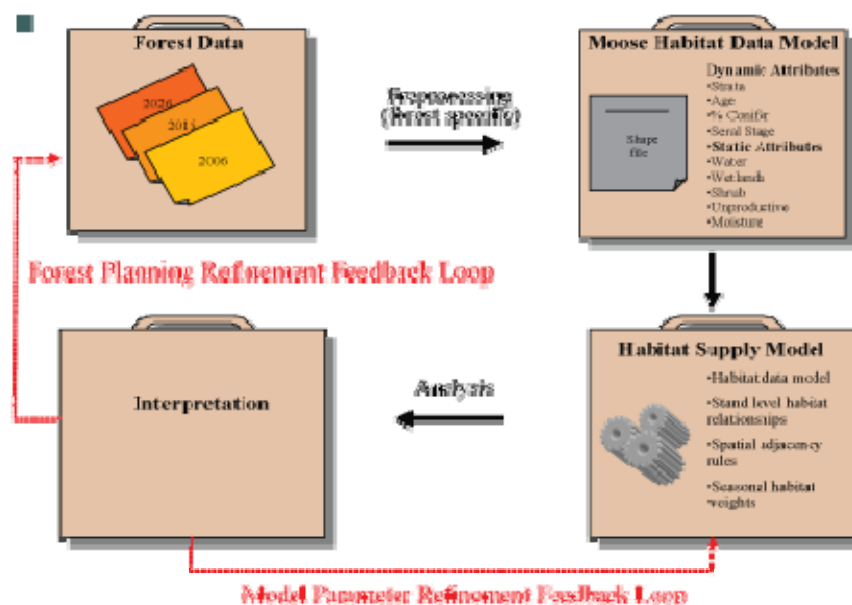 Forest Data
2026
2006
Preprocessing
(Forest specific)
Moose Habitat Data Model
Dynamic Attributes
•Strata
•Age
•% Conifer
•Seral Stage
•Static Attributes
•Water
•Wetlands
•Shrub
•Unproductive
•Moisture
Shape
file
Forest Planning Refinement Feedback Loop
Interpretation
Analysis
Habitat Supply Model
•Habitat data model
•Stand level habitat
relationships
•Spatial adjacency
rules
•Seasonal habitat
weights
Model Parameter Refinement Feedback Loop